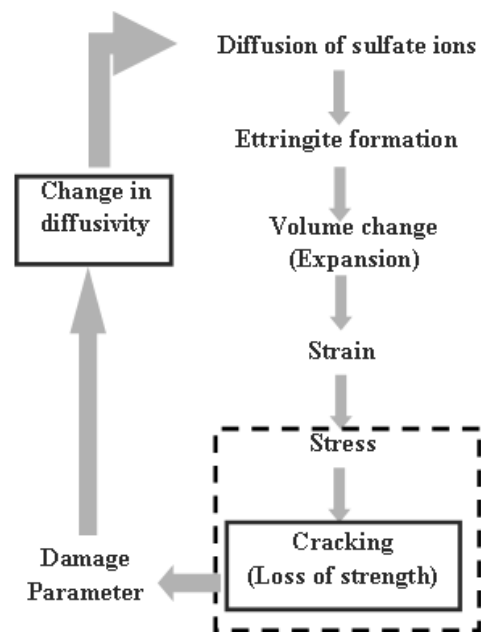 Diffusion of sulfate ions
Ettringite formation
Change in
diffusivity
Volume change
(Expansion)
Strain
Stress
Cracking
(Loss of strength)
Damage
Parameter